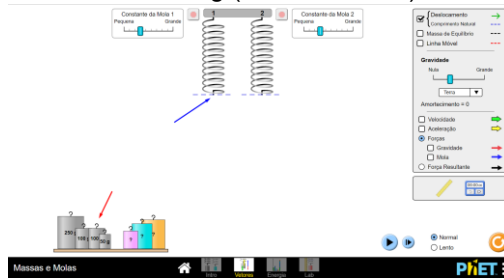 Constante da Mola 1
Pequena Grande
1 2
Constante da Mola 2
Pequena Grande
Deslocamento
Comprimento Natural
Massa de Equilíbrio
Linha Móvel
Gravidade
Nula Grande
Terra
Amortecimento = 0
Velocidade
Aceleração
Forças
Gravidade
Mola
Força Resultante
250 g
100 g 100 g
50 g
? ? ?
Normal
Lento
Massas e Molas
Intro Vetores Energia Lab
PhET